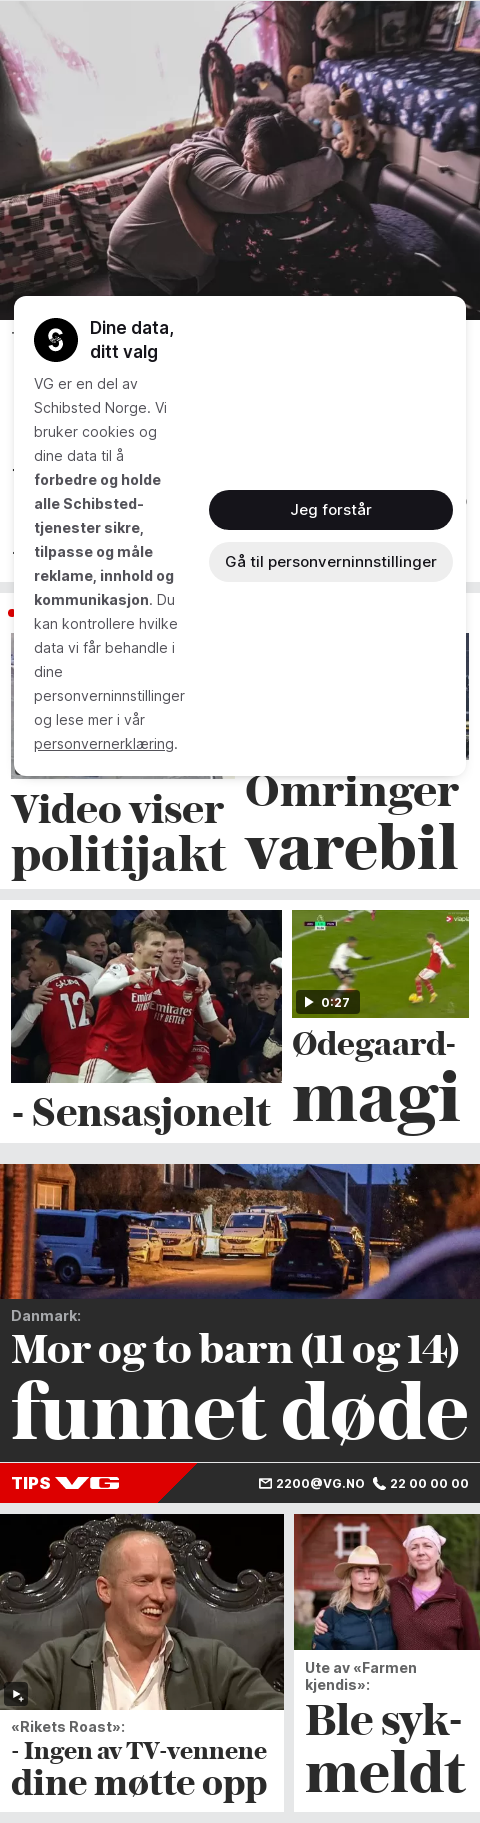 Dine data,
ditt valg
VG er en del av
Schibsted Norge. Vi
bruker cookies og
dine data til å
forbedre og holde
alle Schibsted-
tjenester sikre,
tilpasse og måle
reklame, innhold og
kommunikasjon. Du
kan kontrollere hvilke
data vi får behandle i
dine
personverninnstillinger
og lese mer i vår
personvernerklæring.
Jeg forstår
Gå til personverninnstillinger
Video viser
politijakt
Omringer
varebil
SALIBA
12
Emirates
FLY BETTER
- Sensasjonelt
0:27
Ødegaard-
magi
Danmark:
Mor og to barn (11 og 14)
funnet døde
TIPS VG
2200@VG.NO
22 00 00 00
«Rikets Roast»:
- Ingen av TV-vennene
dine møtte opp
Ute av «Farmen
kjendis»:
Ble syk-
meldt